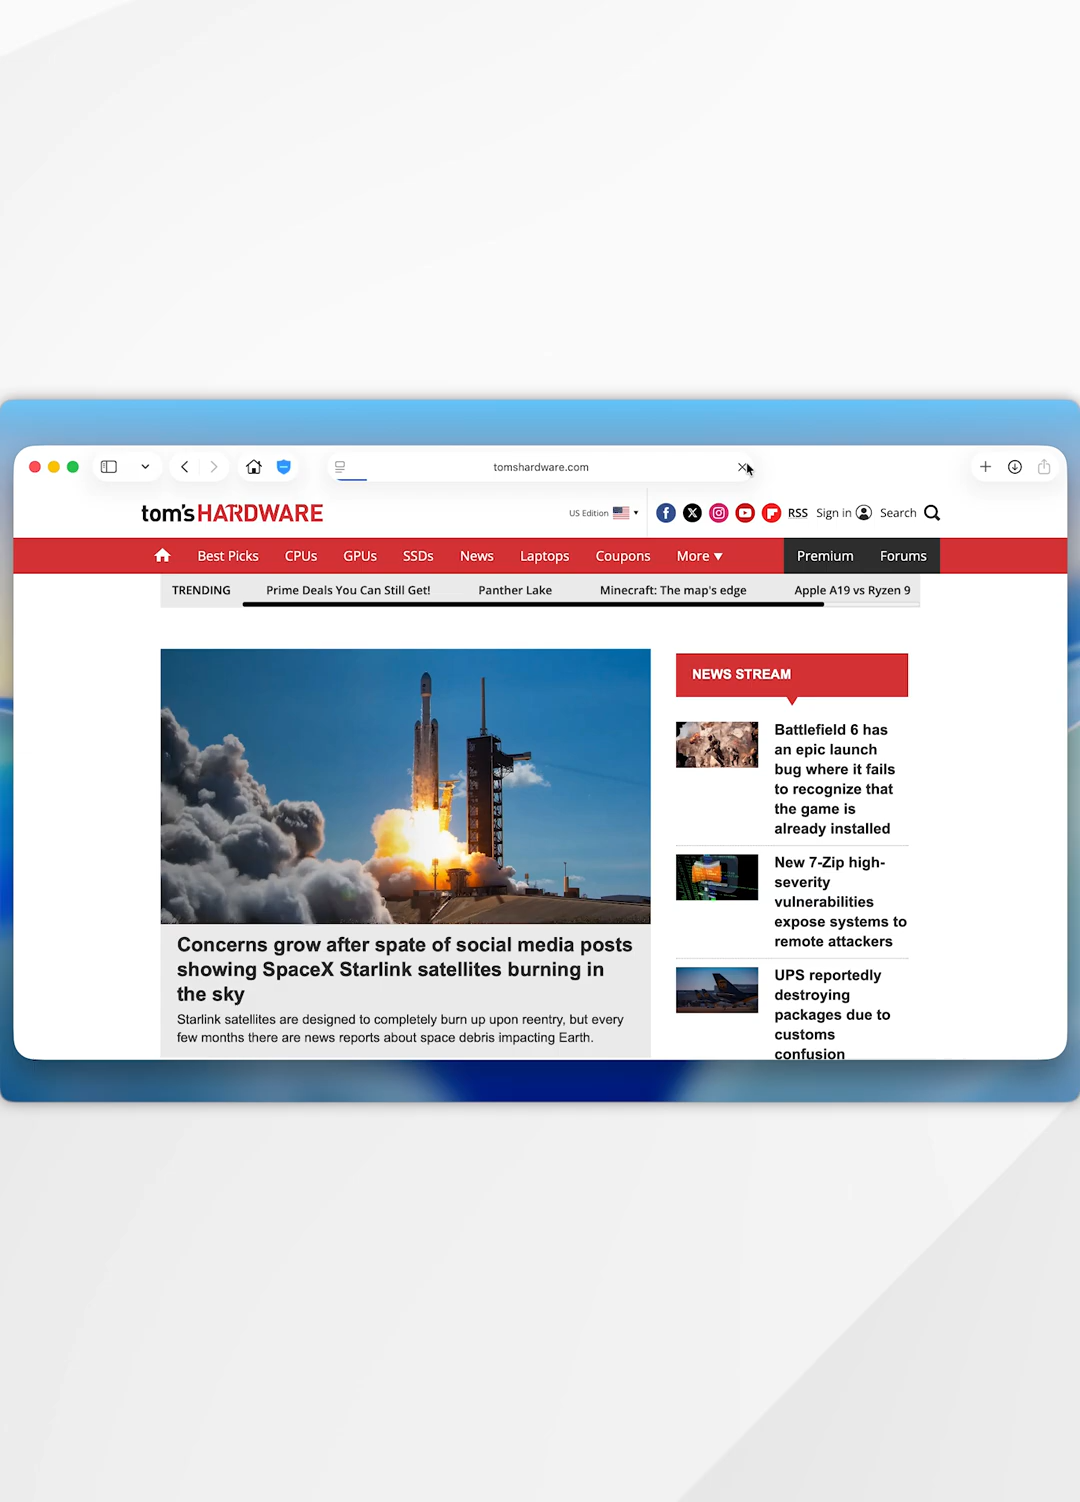 tomshardware.com
tom's HARDWARE
US Edition
RSS
Sign in
Search
Best Picks
CPUs
GPUs
SSDs
News
Laptops
Coupons
More
Premium
Forums
TRENDING
Prime Deals You Can Still Get!
Panther Lake
Minecraft: The map's edge
Apple A19 vs Ryzen 9
Concerns grow after spate of social media posts
showing SpaceX Starlink satellites burning in
the sky
Starlink satellites are designed to completely burn up upon reentry, but every
few months there are news reports about space debris impacting Earth.
NEWS STREAM
Battlefield 6 has
an epic launch
bug where it fails
to recognize that
the game is
already installed
New 7-Zip high-
severity
vulnerabilities
expose systems to
remote attackers
UPS reportedly
destroying
packages due to
customs
confusion